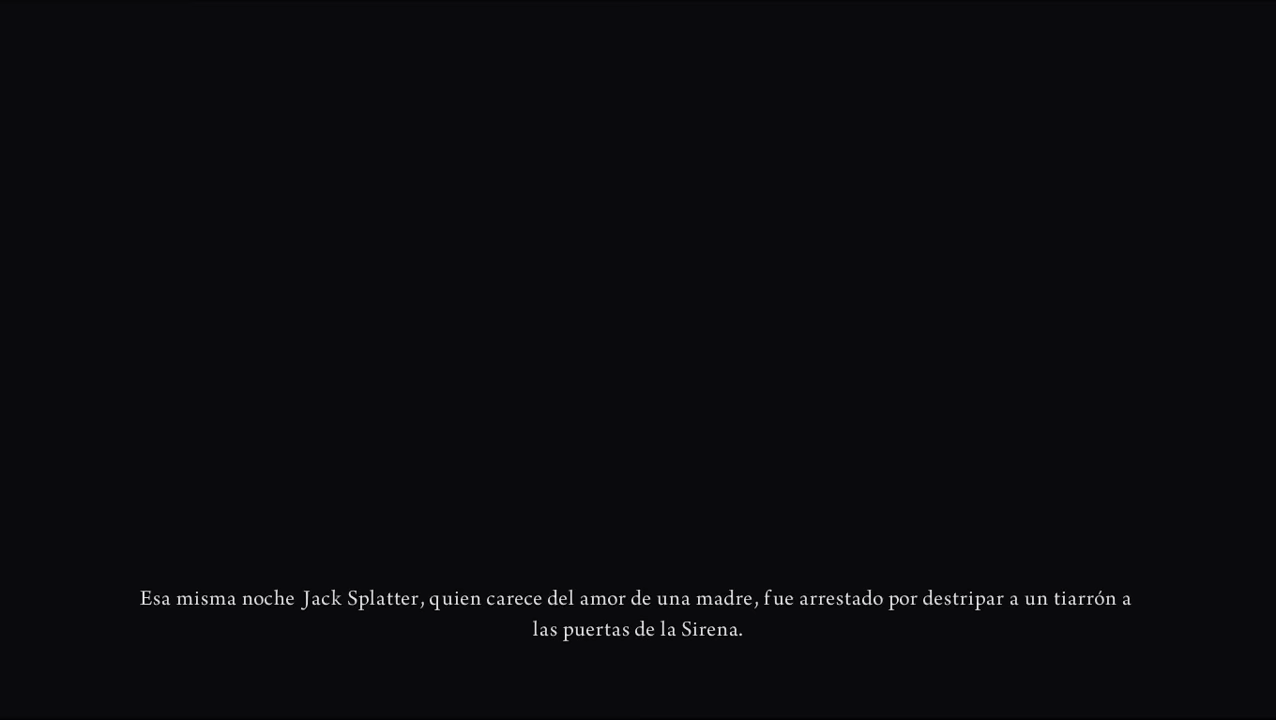 Esa misma noche Jack Splatter, quien carece del amor de una madre, fue arrestado por destripar a un tiarrón a
las puertas de la Sirena.